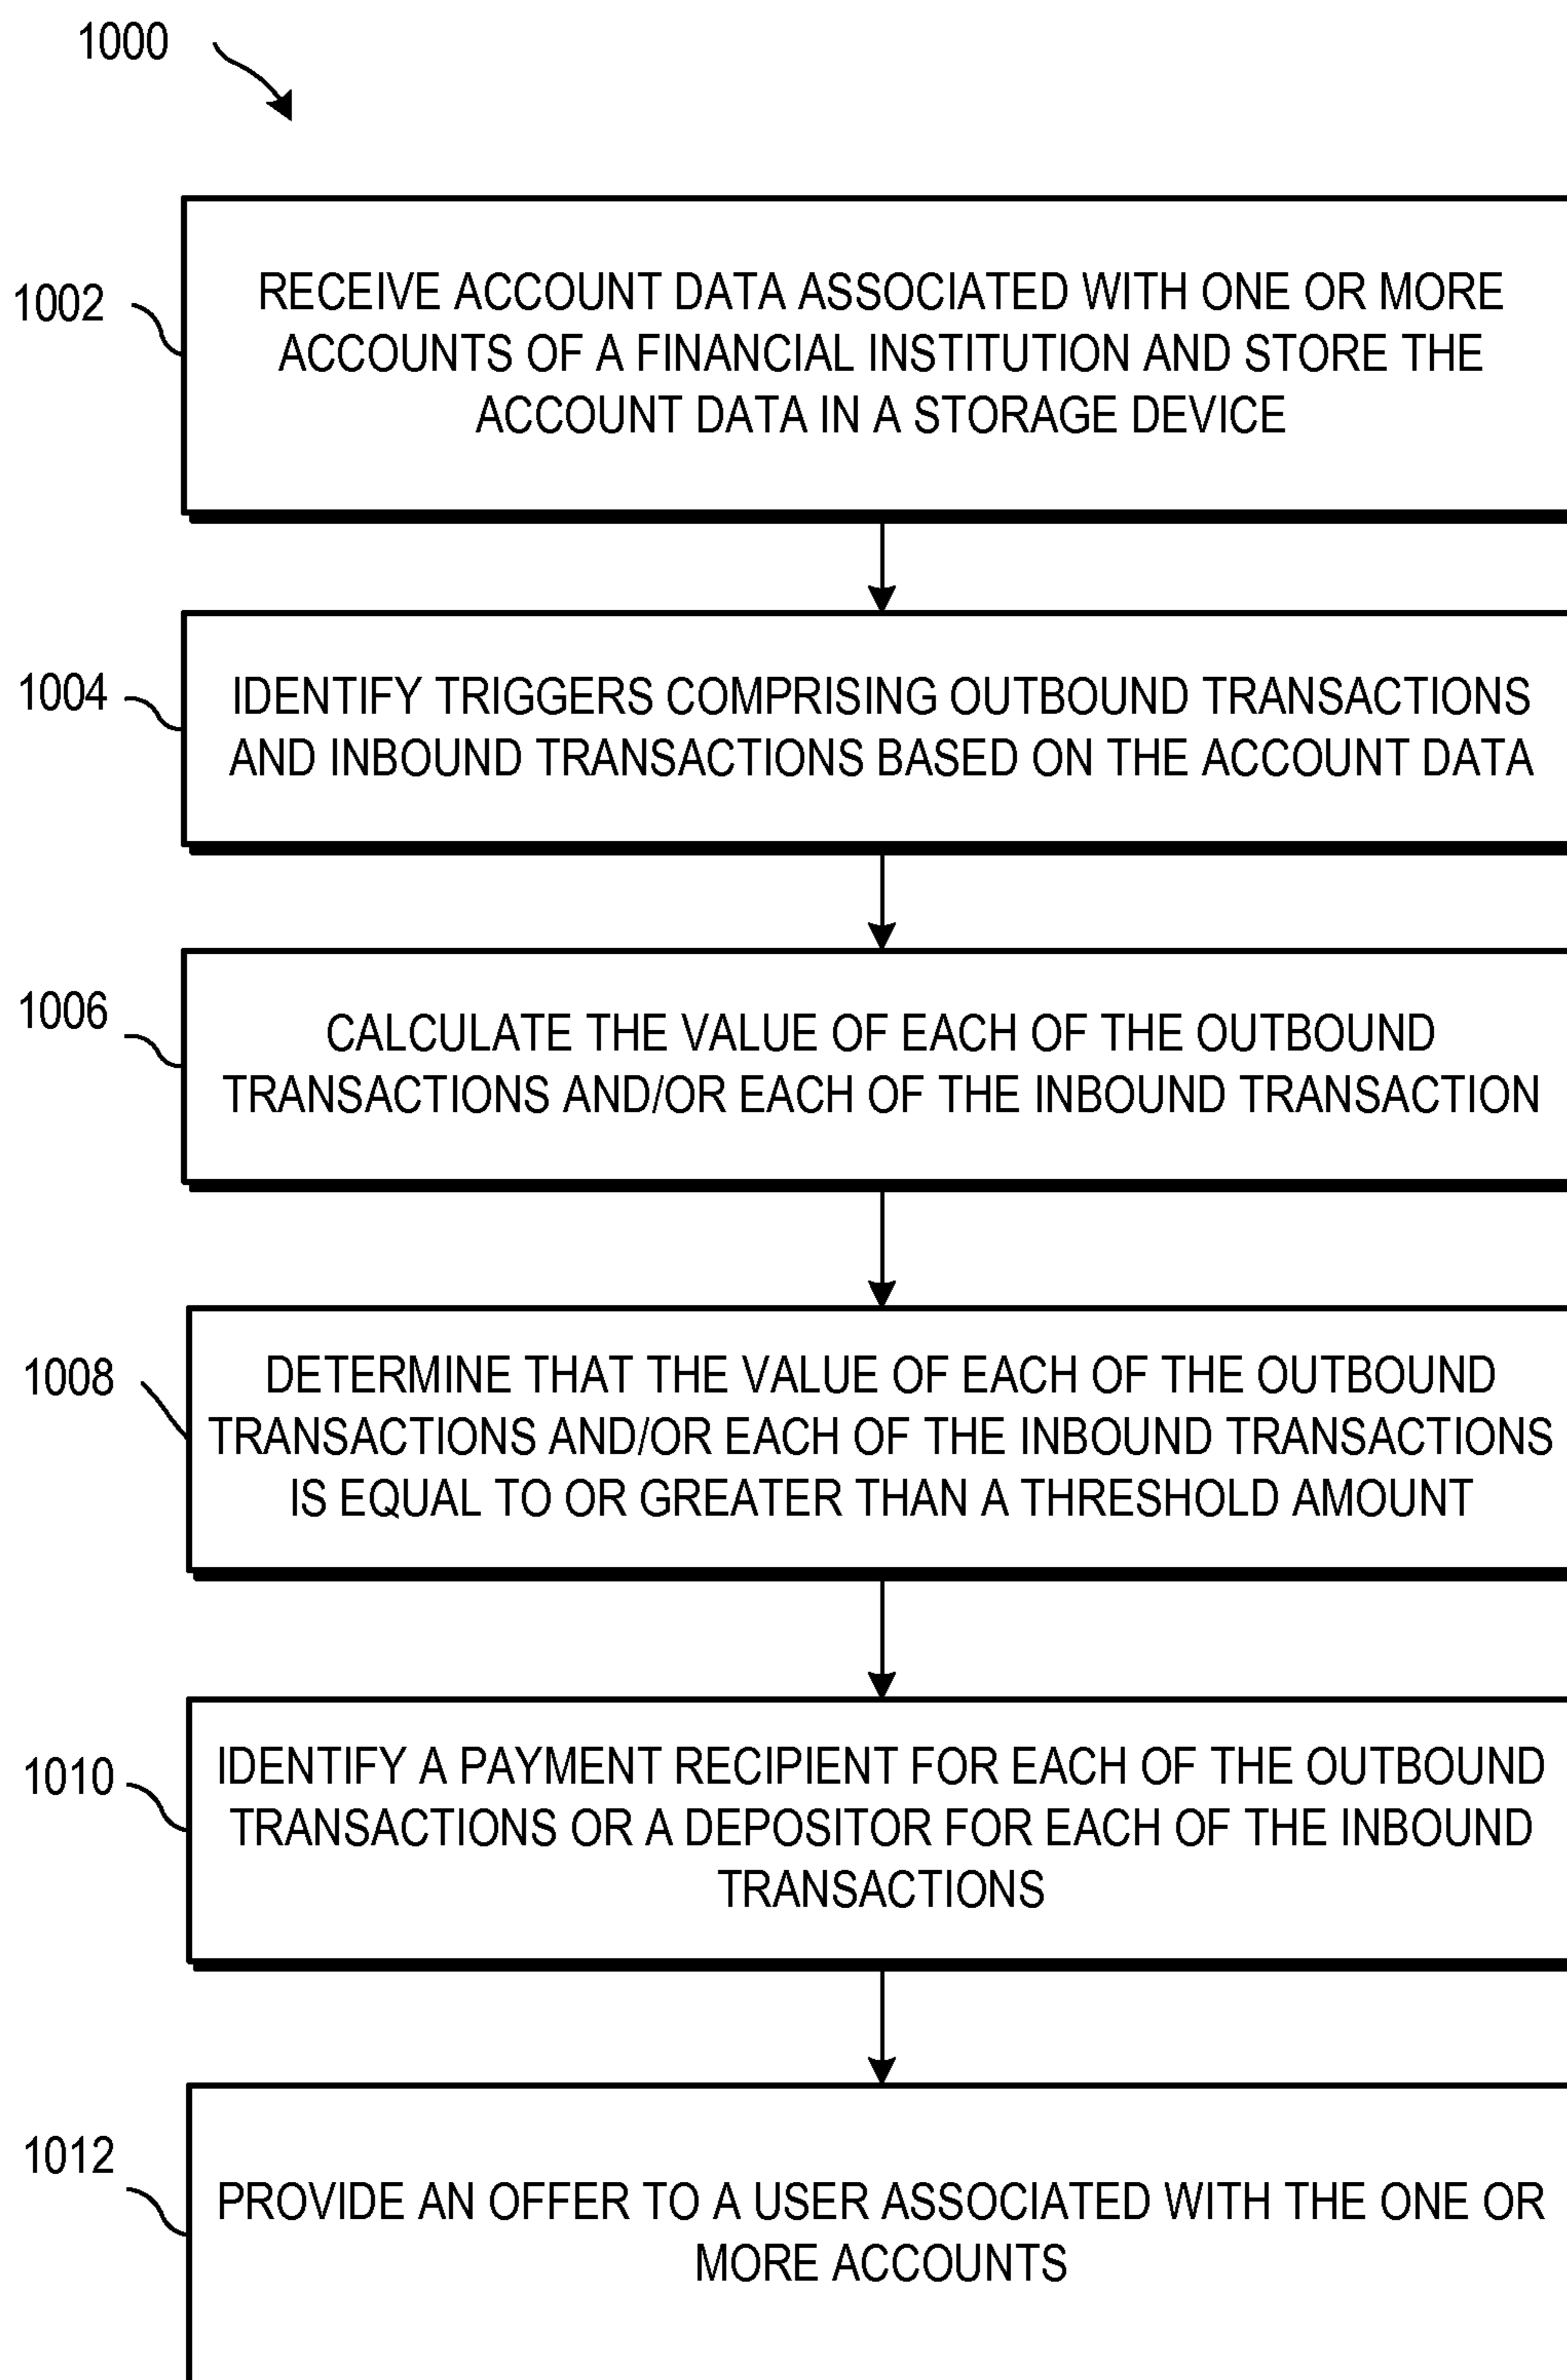 1000
1002
RECEIVE ACCOUNT DATA ASSOCIATED WITH ONE OR MORE
ACCOUNTS OF A FINANCIAL INSTITUTION AND STORE THE
ACCOUNT DATA IN A STORAGE DEVICE
1004
IDENTIFY TRIGGERS COMPRISING OUTBOUND TRANSACTIONS
AND INBOUND TRANSACTIONS BASED ON THE ACCOUNT DATA
1006
CALCULATE THE VALUE OF EACH OF THE OUTBOUND
TRANSACTIONS AND/OR EACH OF THE INBOUND TRANSACTION
1008
DETERMINE THAT THE VALUE OF EACH OF THE OUTBOUND
TRANSACTIONS AND/OR EACH OF THE INBOUND TRANSACTIONS
IS EQUAL TO OR GREATER THAN A THRESHOLD AMOUNT
1010
IDENTIFY A PAYMENT RECIPIENT FOR EACH OF THE OUTBOUND
TRANSACTIONS OR A DEPOSITOR FOR EACH OF THE INBOUND
TRANSACTIONS
1012
PROVIDE AN OFFER TO A USER ASSOCIATED WITH THE ONE OR
MORE ACCOUNTS